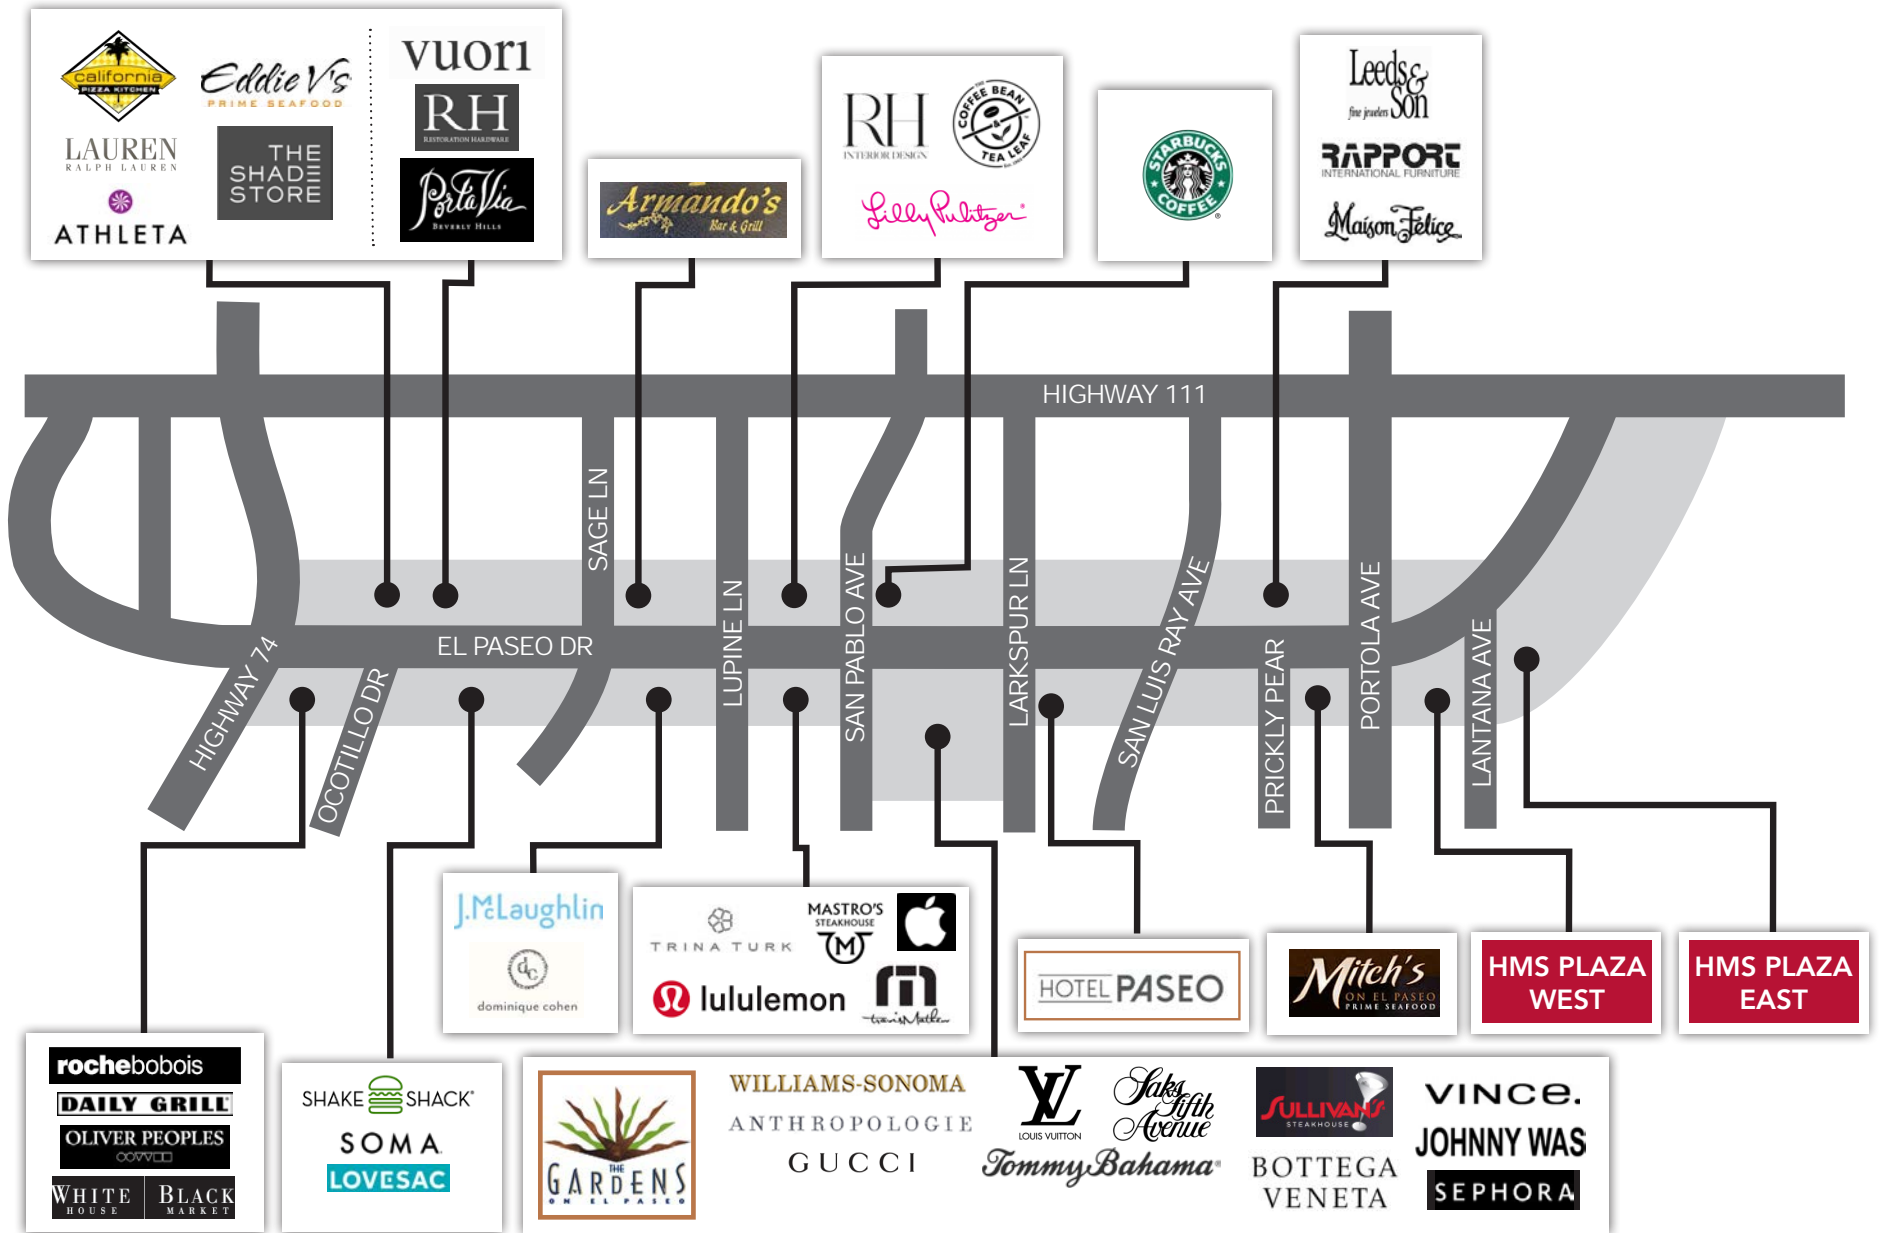 california
PIZZA KITCHEN
Eddie V's
PRIME SEAFOOD
LAUREN
RALPH LAUREN
THE
SHADE
STORE
ATHLETA
vuori
RH
RESTORATION HARDWARE
Porta Via
BEVERLY HILLS
Armando's
Bar & Grill
RH
INTERIOR DESIGN
THE
COFFEE BEAN
&
TEA LEAF
Lilly Pulitzer®
STARBUCKS
COFFEE
®
Leeds &
Son
fine jewelers
RAPPORT
INTERNATIONAL FURNITURE
Maison Felice
HIGHWAY 111
SAGE LN
EL PASEO DR
HIGHWAY 74
OCOTILLO DR
LUPINE LN
SAN PABLO AVE
LARKSPUR LN
SAN LUIS RAY AVE
PRICKLY PEAR
PORTOLA AVE
LANTANA AVE
J.McLaughlin
dc
dominique cohen
TRINA TURK
MASTRO'S
STEAKHOUSE
M
lululemon
travisMathew
HOTEL PASEO
Mitch's
ON EL PASEO
PRIME SEAFOOD
HMS PLAZA
WEST
HMS PLAZA
EAST
rochebobois
DAILY GRILL
OLIVER PEOPLES
WHITE BLACK
HOUSE MARKET
SHAKE SHACK®
SOMA
LOVESAC
THE
GARDENS
ON EL PASEO
WILLIAMS-SONOMA
ANTHROPOLOGIE
GUCCI
LV
LOUIS VUITTON
Saks
Fifth
Avenue
Tommy Bahama®
SULLIVAN'S
STEAKHOUSE
BOTTEGA
VENETA
VINCE.
JOHNNY WAS
SEPHORA